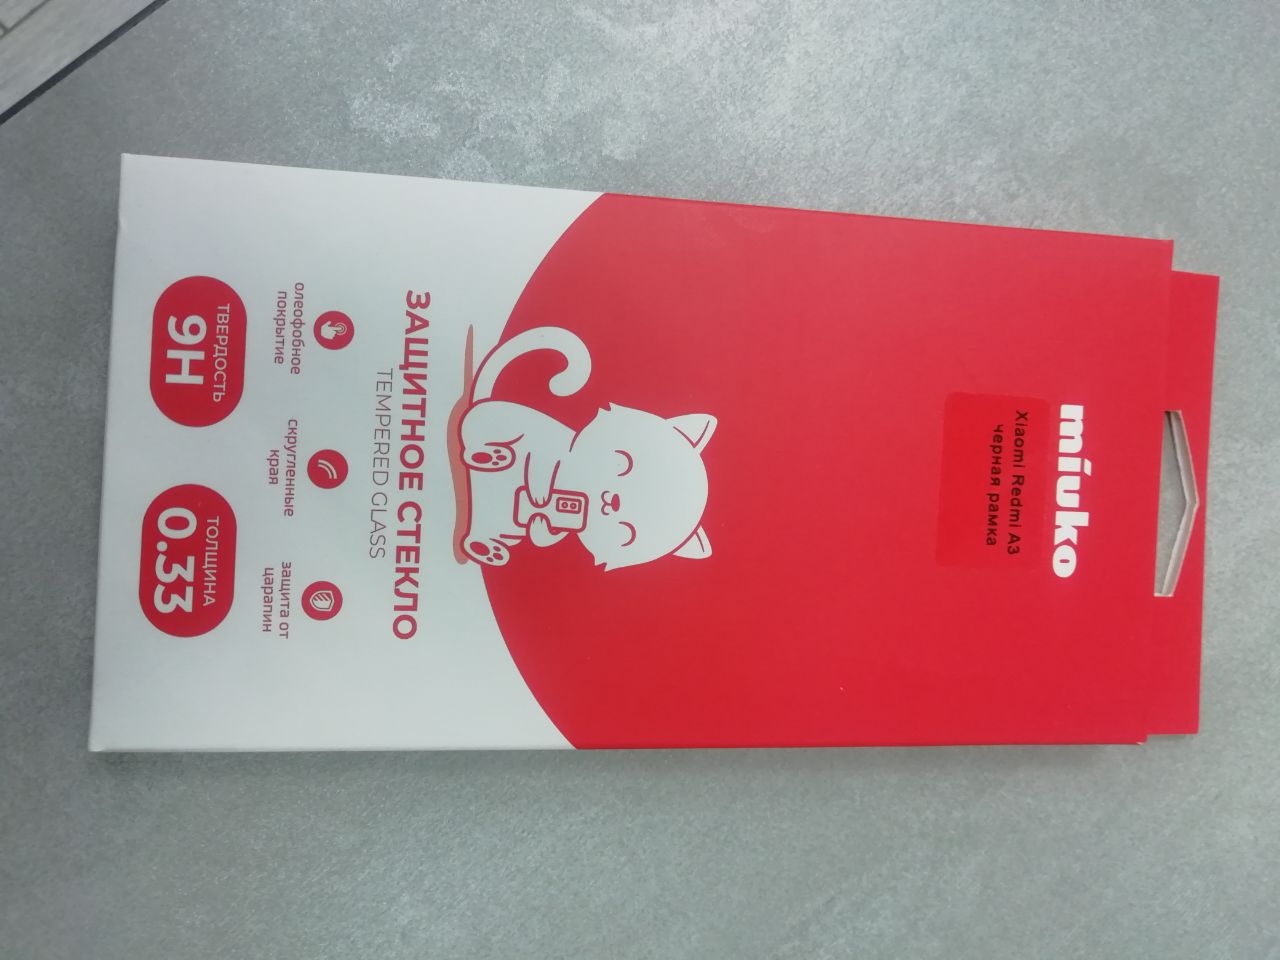 miuko
Xiaomi Redmi A3
черная рамка
ЗАЩИТНОЕ СТЕКЛО
TEMPERED GLASS
олеофобное
покрытие
скругленные
края
защита от
царапин
ТВЕРДОСТЬ
9H
ТОЛЩИНА
0.33